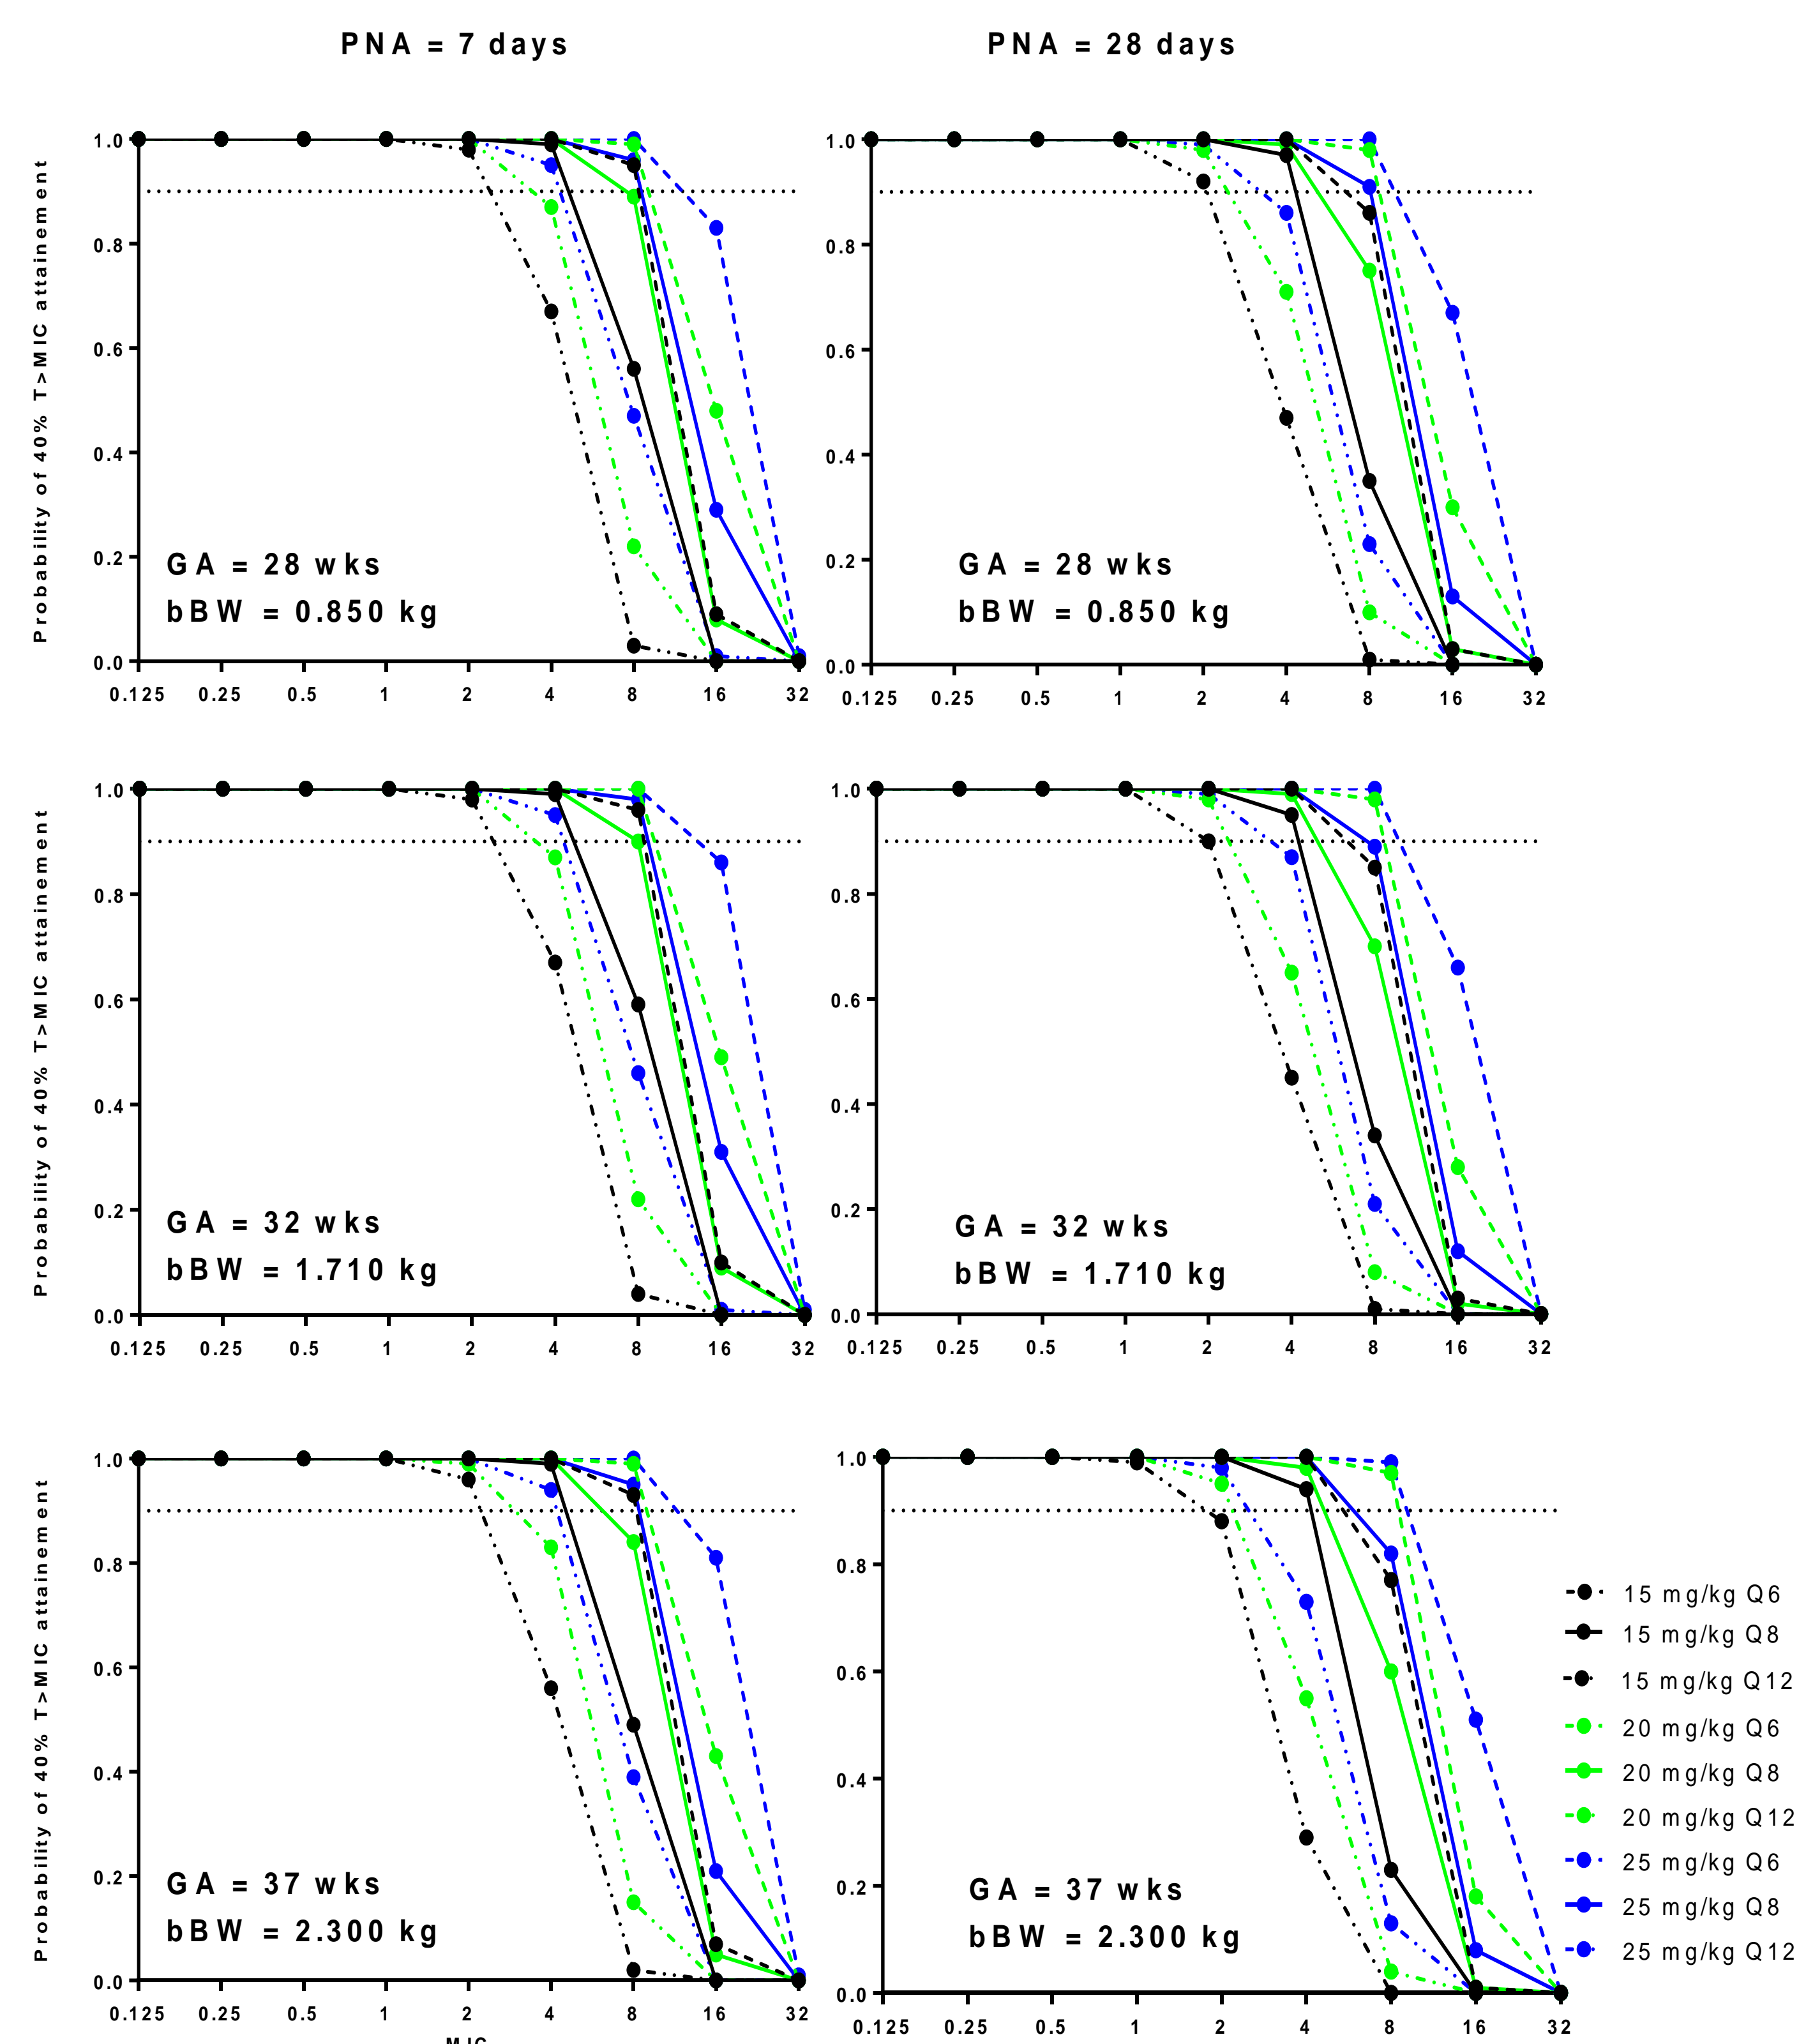 PNA = 7 days
PNA = 28 days
Probability of 40% T>MIC attainement
1.0
0.8
0.6
0.4
0.2
0.0
GA = 28 wks
bBW = 0.850 kg
0.125 0.25 0.5 1 2 4 8 16 32
1.0
0.8
0.6
0.4
0.2
0.0
GA = 28 wks
bBW = 0.850 kg
0.125 0.25 0.5 1 2 4 8 16 32
Probability of 40% T>MIC attainement
1.0
0.8
0.6
0.4
0.2
0.0
GA = 32 wks
bBW = 1.710 kg
0.125 0.25 0.5 1 2 4 8 16 32
1.0
0.8
0.6
0.4
0.2
0.0
GA = 32 wks
bBW = 1.710 kg
0.125 0.25 0.5 1 2 4 8 16 32
Probability of 40% T>MIC attainement
1.0
0.8
0.6
0.4
0.2
0.0
GA = 37 wks
bBW = 2.300 kg
0.125 0.25 0.5 1 2 4 8 16 32
1.0
0.8
0.6
0.4
0.2
0.0
GA = 37 wks
bBW = 2.300 kg
0.125 0.25 0.5 1 2 4 8 16 32
15 mg/kg Q6
15 mg/kg Q8
15 mg/kg Q12
20 mg/kg Q6
20 mg/kg Q8
20 mg/kg Q12
25 mg/kg Q6
25 mg/kg Q8
25 mg/kg Q12